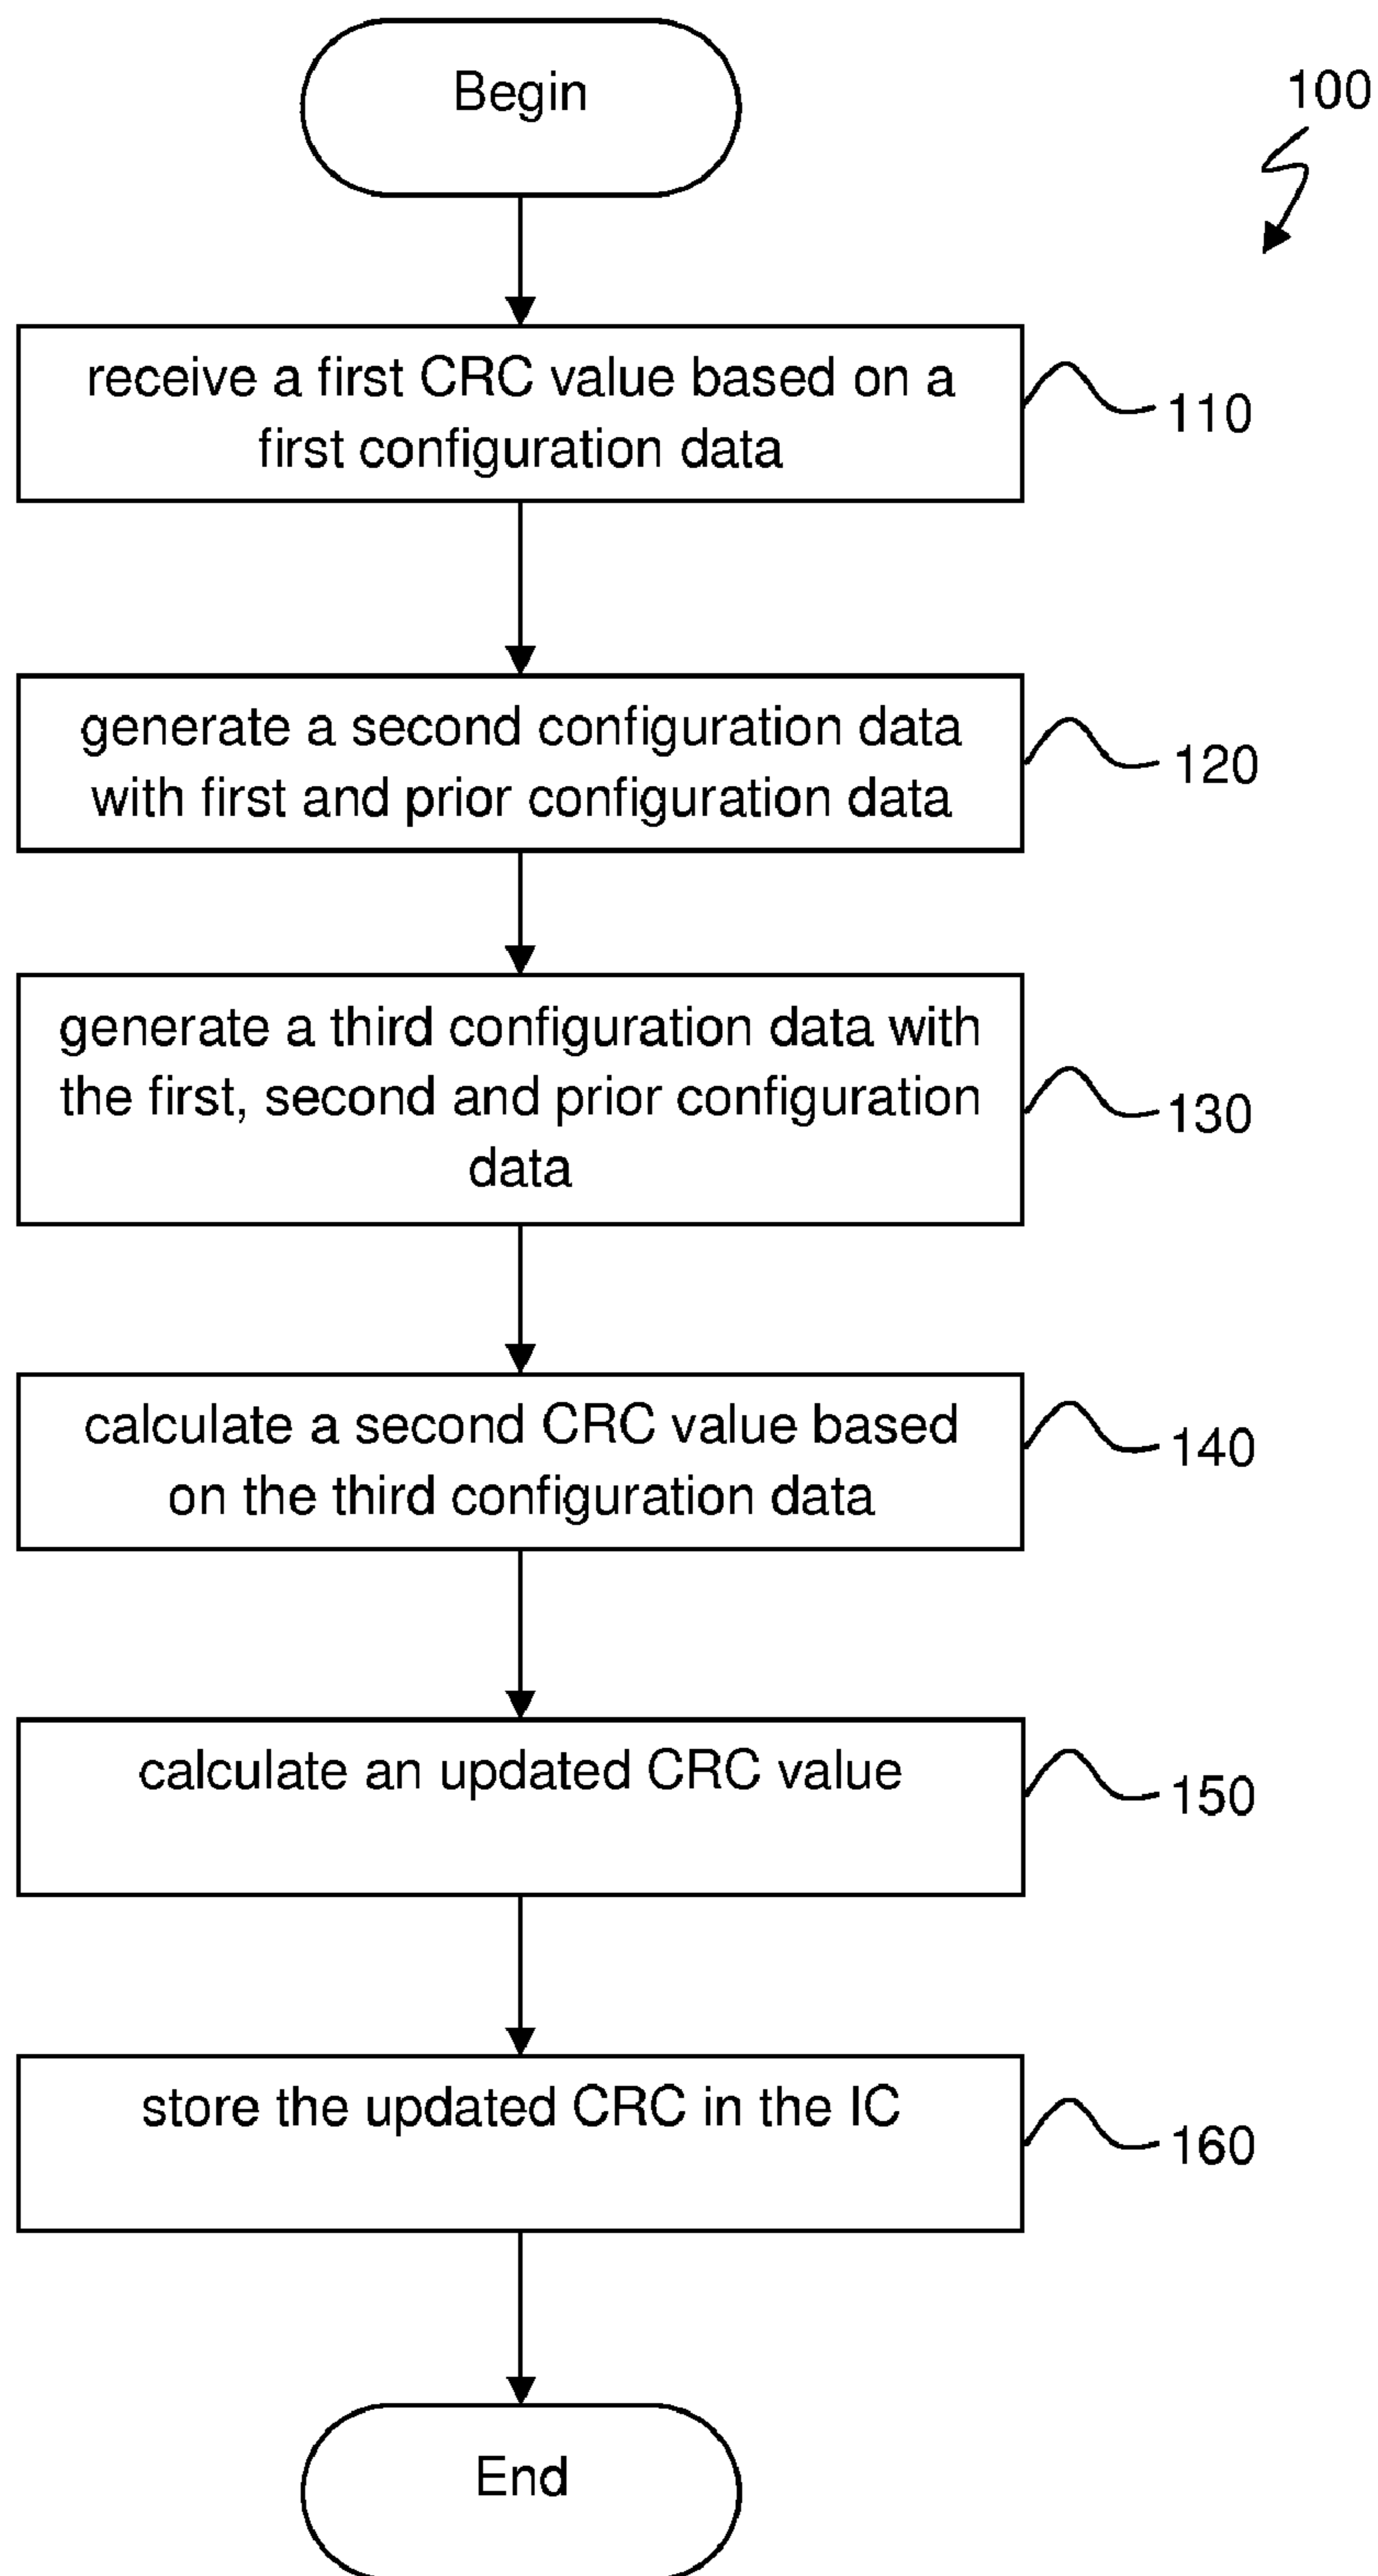 Begin
100
receive a first CRC value based on a
first configuration data
110
generate a second configuration data
with first and prior configuration data
120
generate a third configuration data with
the first, second and prior configuration
data
130
calculate a second CRC value based
on the third configuration data
140
calculate an updated CRC value
150
store the updated CRC in the IC
160
End